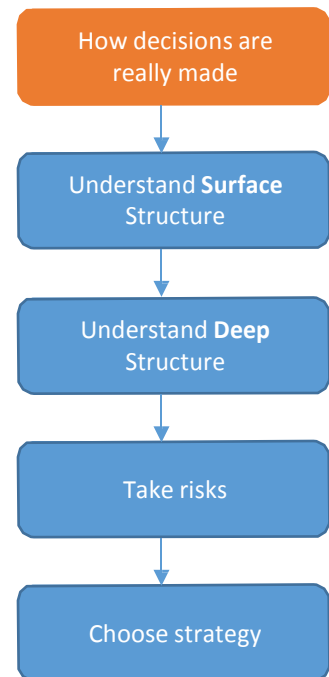 How decisions are
really made
Understand Surface
Structure
Understand Deep
Structure
Take risks
Choose strategy